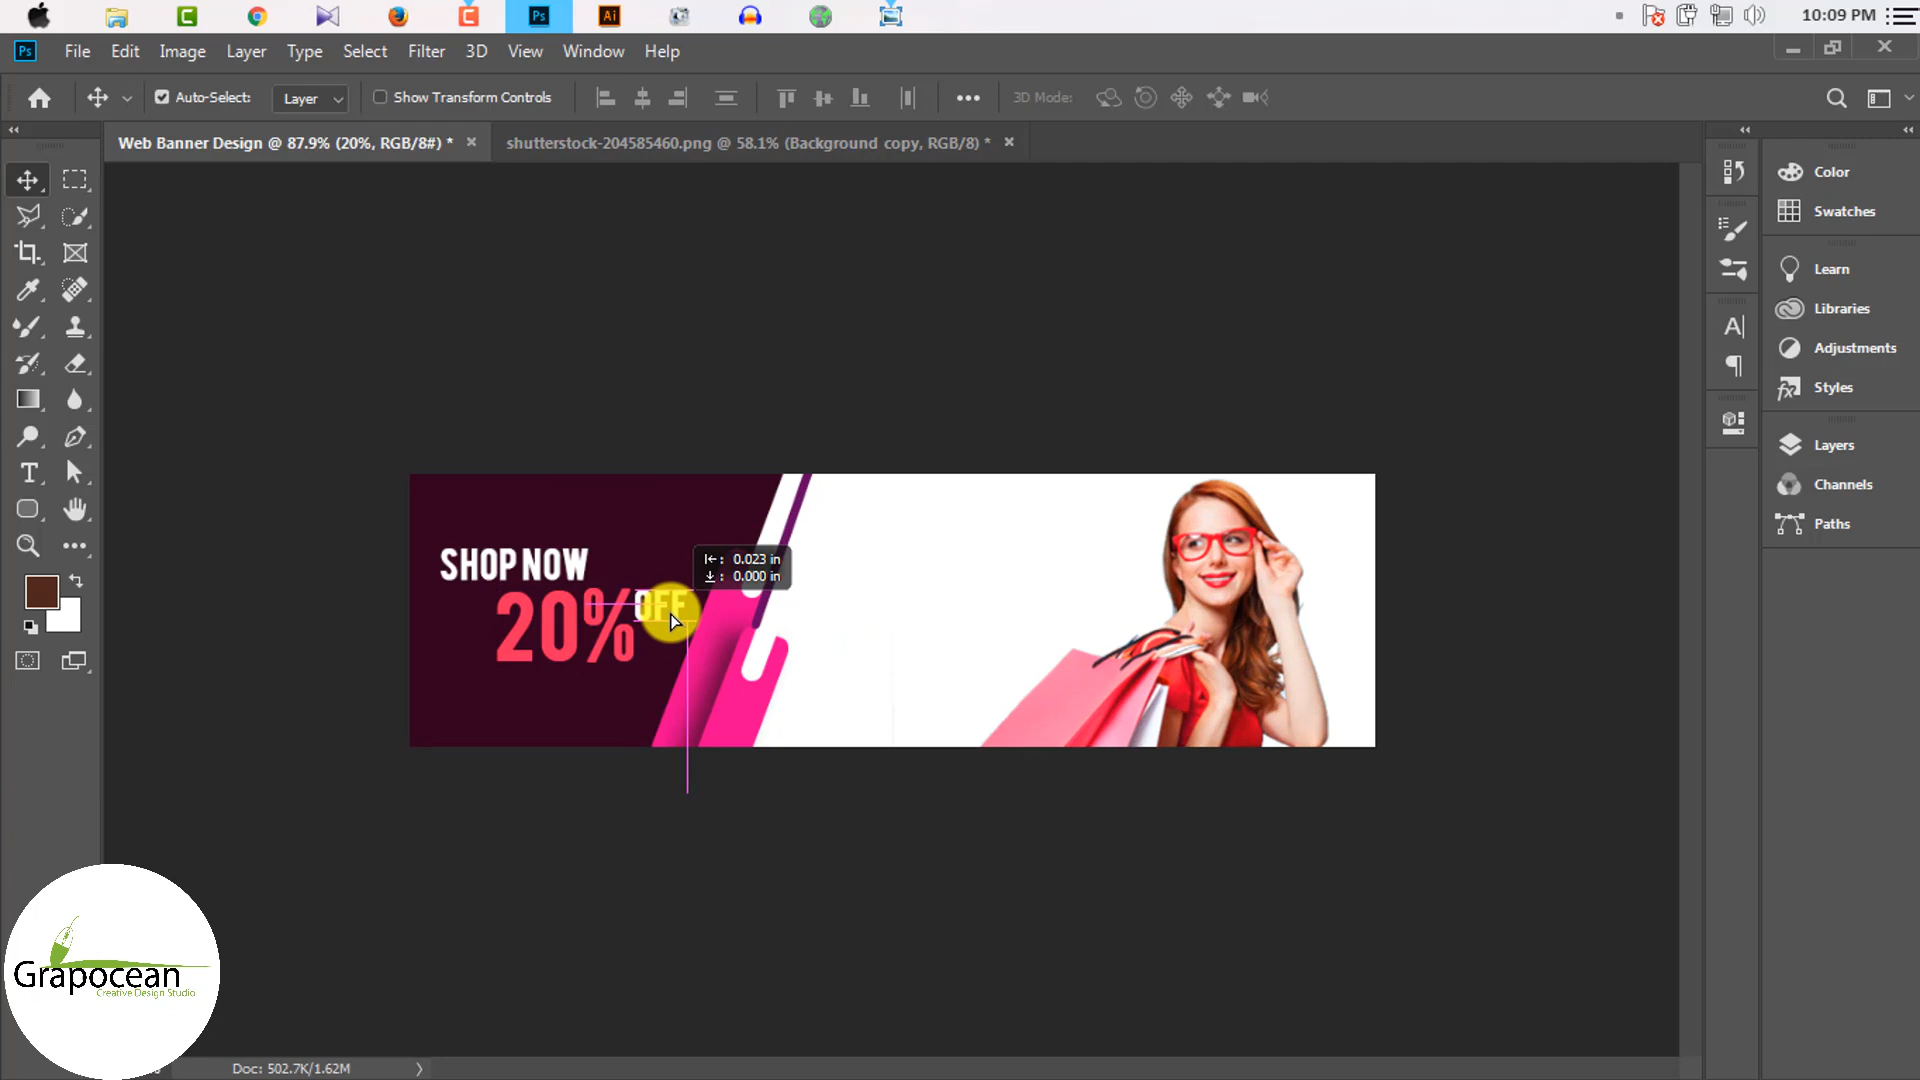 10:09 PM
Ps
Ai
Ps File Edit Image Layer Type Select Filter 3D View Window Help
Auto-Select: Layer Show Transform Controls 3D Mode:
Web Banner Design @ 87.9% (20%, RGB/8#) *
shutterstock-204585460.png @ 58.1% (Background copy, RGB/8) *
Color
Swatches
Learn
Libraries
Adjustments
Styles
Layers
Channels
Paths
SHOP NOW
20%
OFF
0.023 in
0.000 in
Grapocean
Creative Design Studio
Doc: 502.7K/1.62M